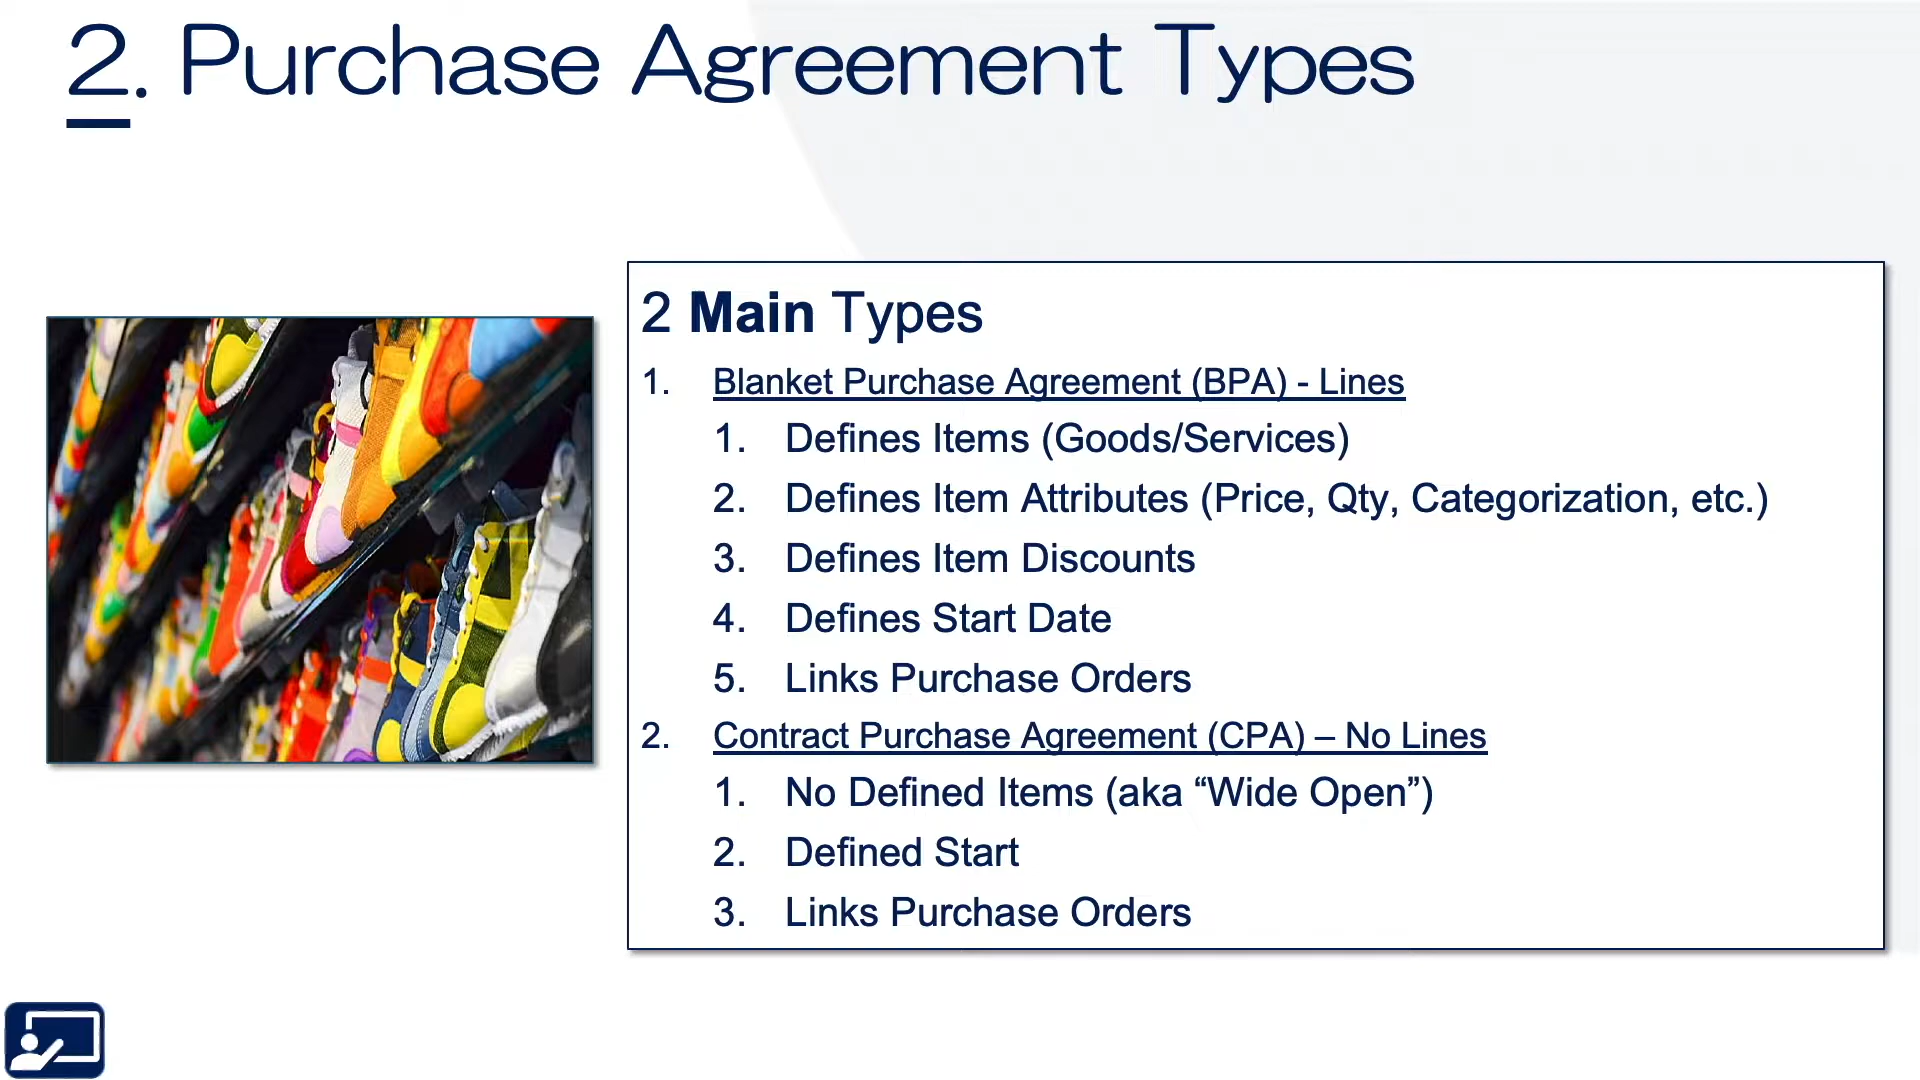 2. Purchase Agreement Types
2 Main Types
1. Blanket Purchase Agreement (BPA) - Lines
1. Defines Items (Goods/Services)
2. Defines Item Attributes (Price, Qty, Categorization, etc.)
3. Defines Item Discounts
4. Defines Start Date
5. Links Purchase Orders
2. Contract Purchase Agreement (CPA) – No Lines
1. No Defined Items (aka “Wide Open”)
2. Defined Start
3. Links Purchase Orders